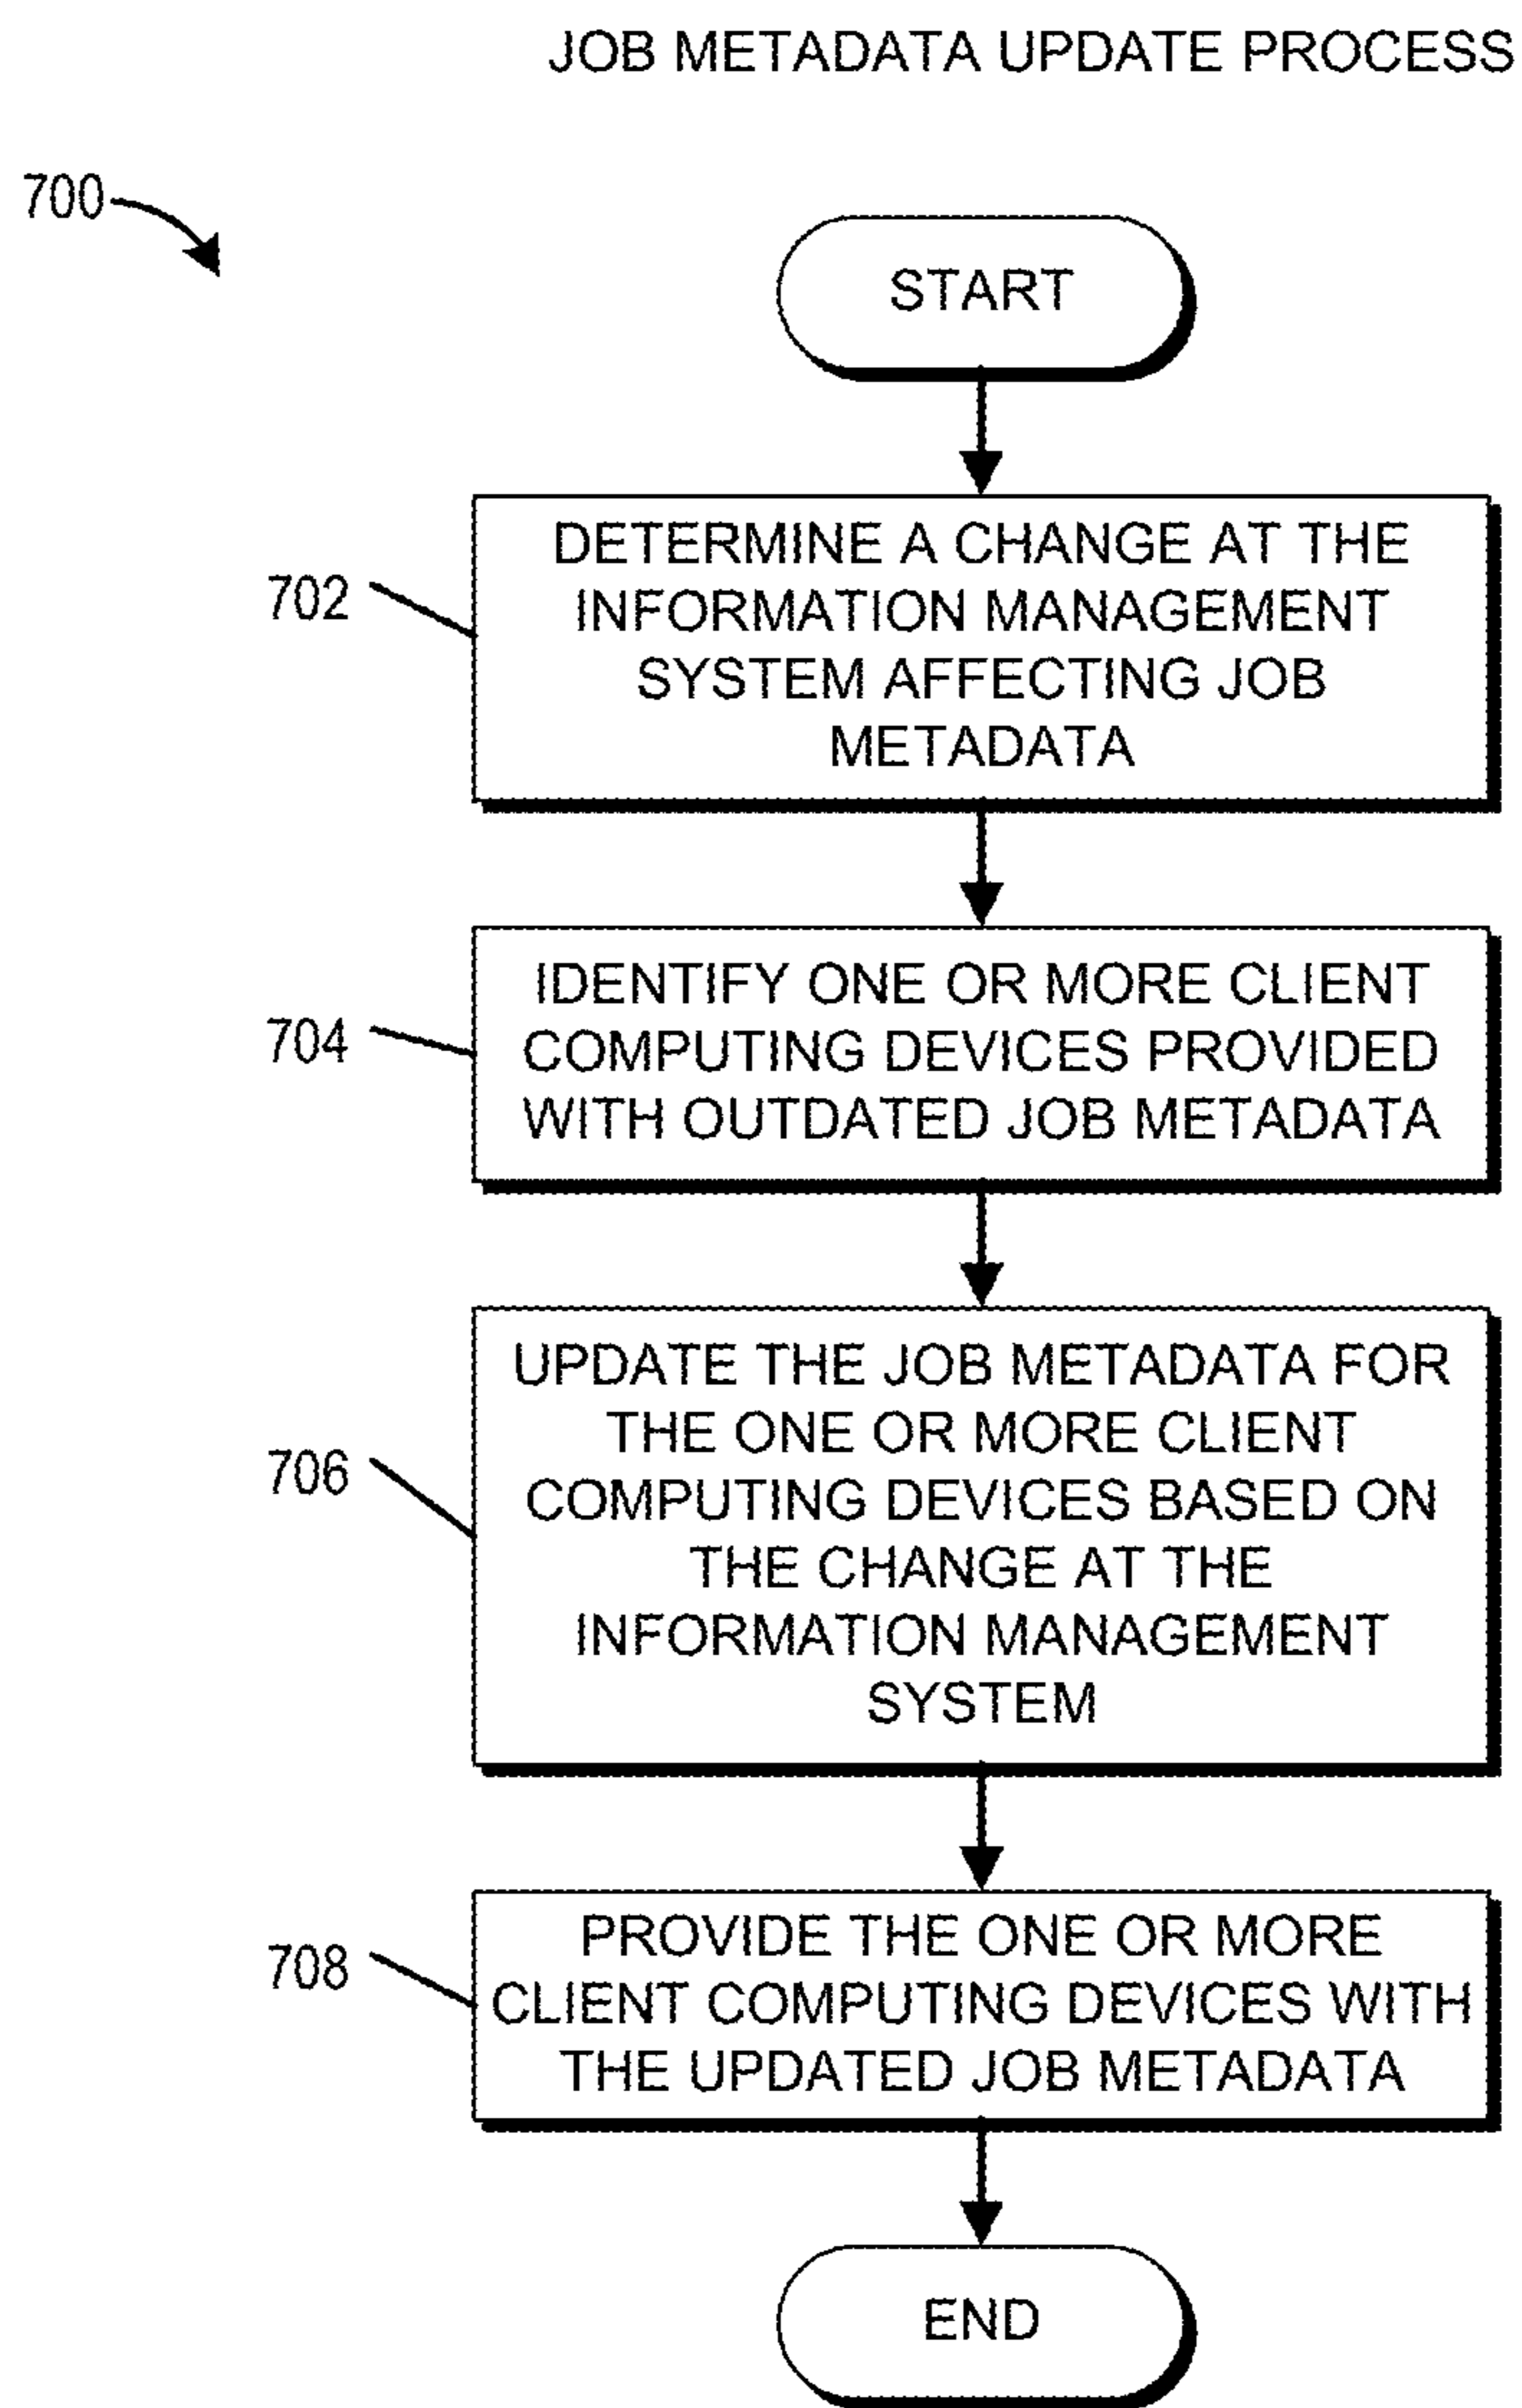 JOB METADATA UPDATE PROCESS
700
START
702
DETERMINE A CHANGE AT THE
INFORMATION MANAGEMENT
SYSTEM AFFECTING JOB
METADATA
704
IDENTIFY ONE OR MORE CLIENT
COMPUTING DEVICES PROVIDED
WITH OUTDATED JOB METADATA
706
UPDATE THE JOB METADATA FOR
THE ONE OR MORE CLIENT
COMPUTING DEVICES BASED ON
THE CHANGE AT THE
INFORMATION MANAGEMENT
SYSTEM
708
PROVIDE THE ONE OR MORE
CLIENT COMPUTING DEVICES WITH
THE UPDATED JOB METADATA
END